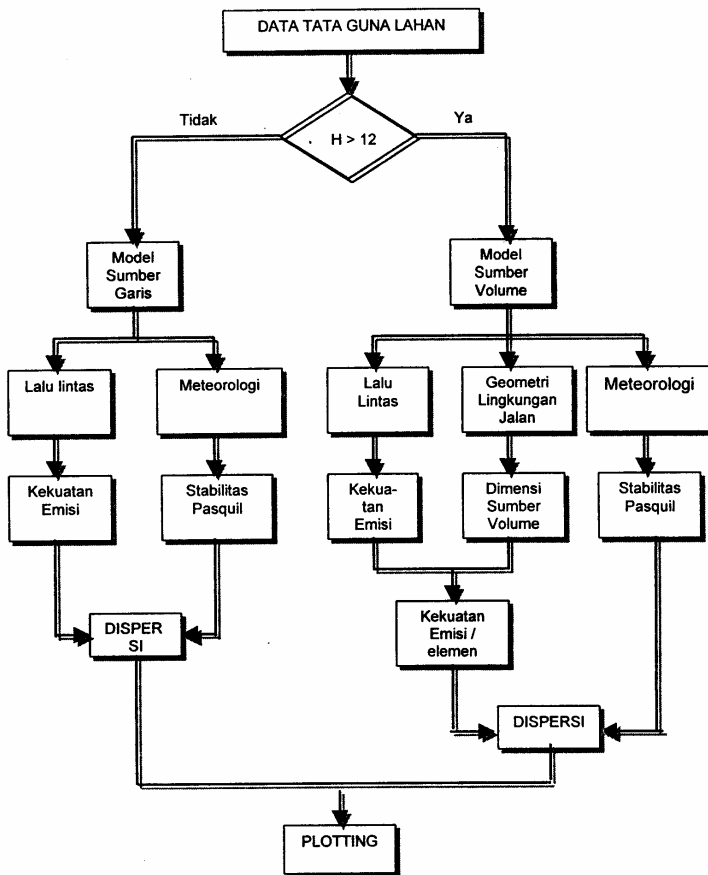 DATA TATA GUNA LAHAN
Tidak
Ya
H > 12
Model
Sumber
Garis
Model
Sumber
Volume
Lalu lintas
Meteorologi
Lalu
Lintas
Geometri
Lingkungan
Jalan
Meteorologi
Kekuatan
Emisi
Stabilitas
Pasquil
Kekua-
tan
Emisi
Dimensi
Sumber
Volume
Stabilitas
Pasquil
DISPER
SI
Kekuatan
Emisi /
elemen
DISPERSI
PLOTTING